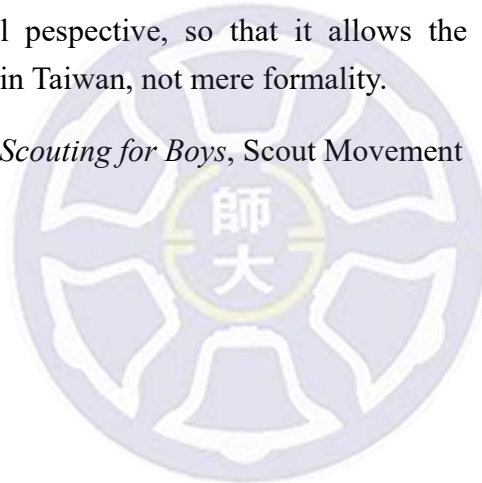 l pespective, so that it allows the
in Taiwan, not mere formality.
Scouting for Boys, Scout Movement
師
大